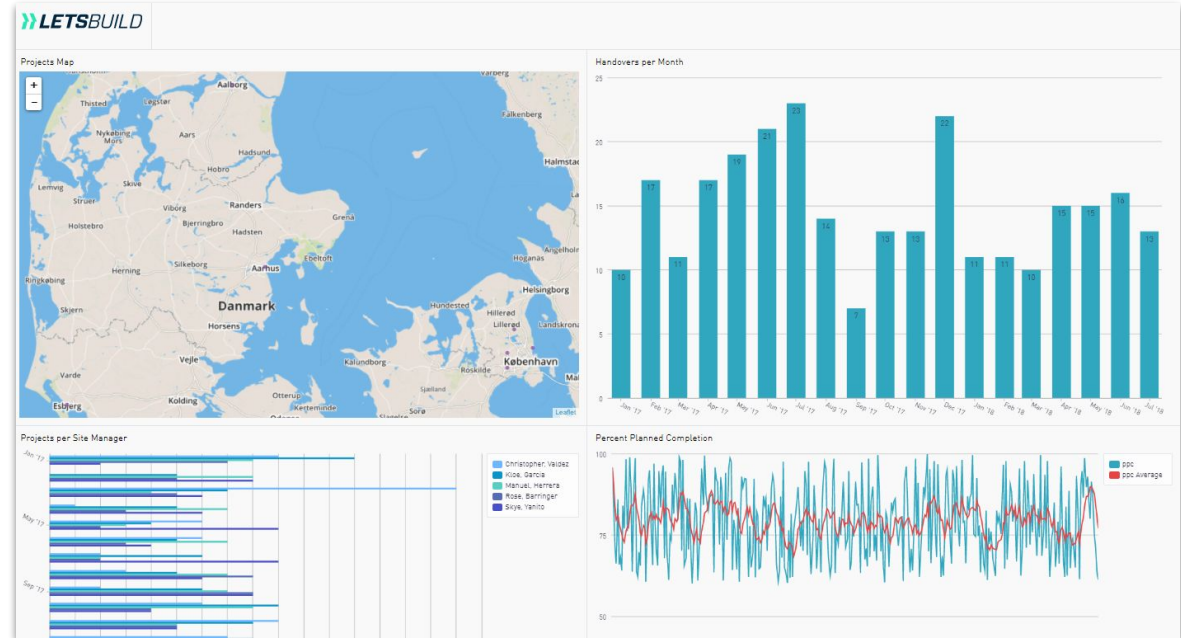 LETSBUILD
Projects Map
+
−
Aalborg
Varberg
Thisted
Løgstør
Falkenberg
Nykøbing
Mors
Aars
Hadsund
Hobro
Halmstad
Lemvig
Skive
Struer
Viborg
Randers
Grenå
Holstebro
Bjerringbro
Hadsten
Ebeltoft
Höganäs
Silkeborg
Herning
Aarhus
Ringkøbing
Helsingborg
Danmark
Hundested
Hillerød
Skjern
Horsens
Lillerød
Landskrona
Vejle
Kalundborg
København
Varde
Roskilde
Otterup
Sjælland
Esbjerg
Kolding
Kerteminde
Sorø
Leaflet
Handovers per Month
25
20
15
10
5
0
10
17
11
17
19
21
23
14
7
13
13
22
11
11
10
15
15
16
13
Jan '17
Feb '17
Mar '17
Apr '17
May '17
Jun '17
Jul '17
Aug '17
Sep '17
Oct '17
Nov '17
Dec '17
Jan '18
Feb '18
Mar '18
Apr '18
May '18
Jun '18
Jul '18
Projects per Site Manager
Jan '17
May '17
Sep '17
Christopher, Valdez
Kloe, Garcia
Manuel, Herrera
Rose, Barringer
Skye, Yanito
Percent Planned Completion
100
75
50
ppc
ppc Average